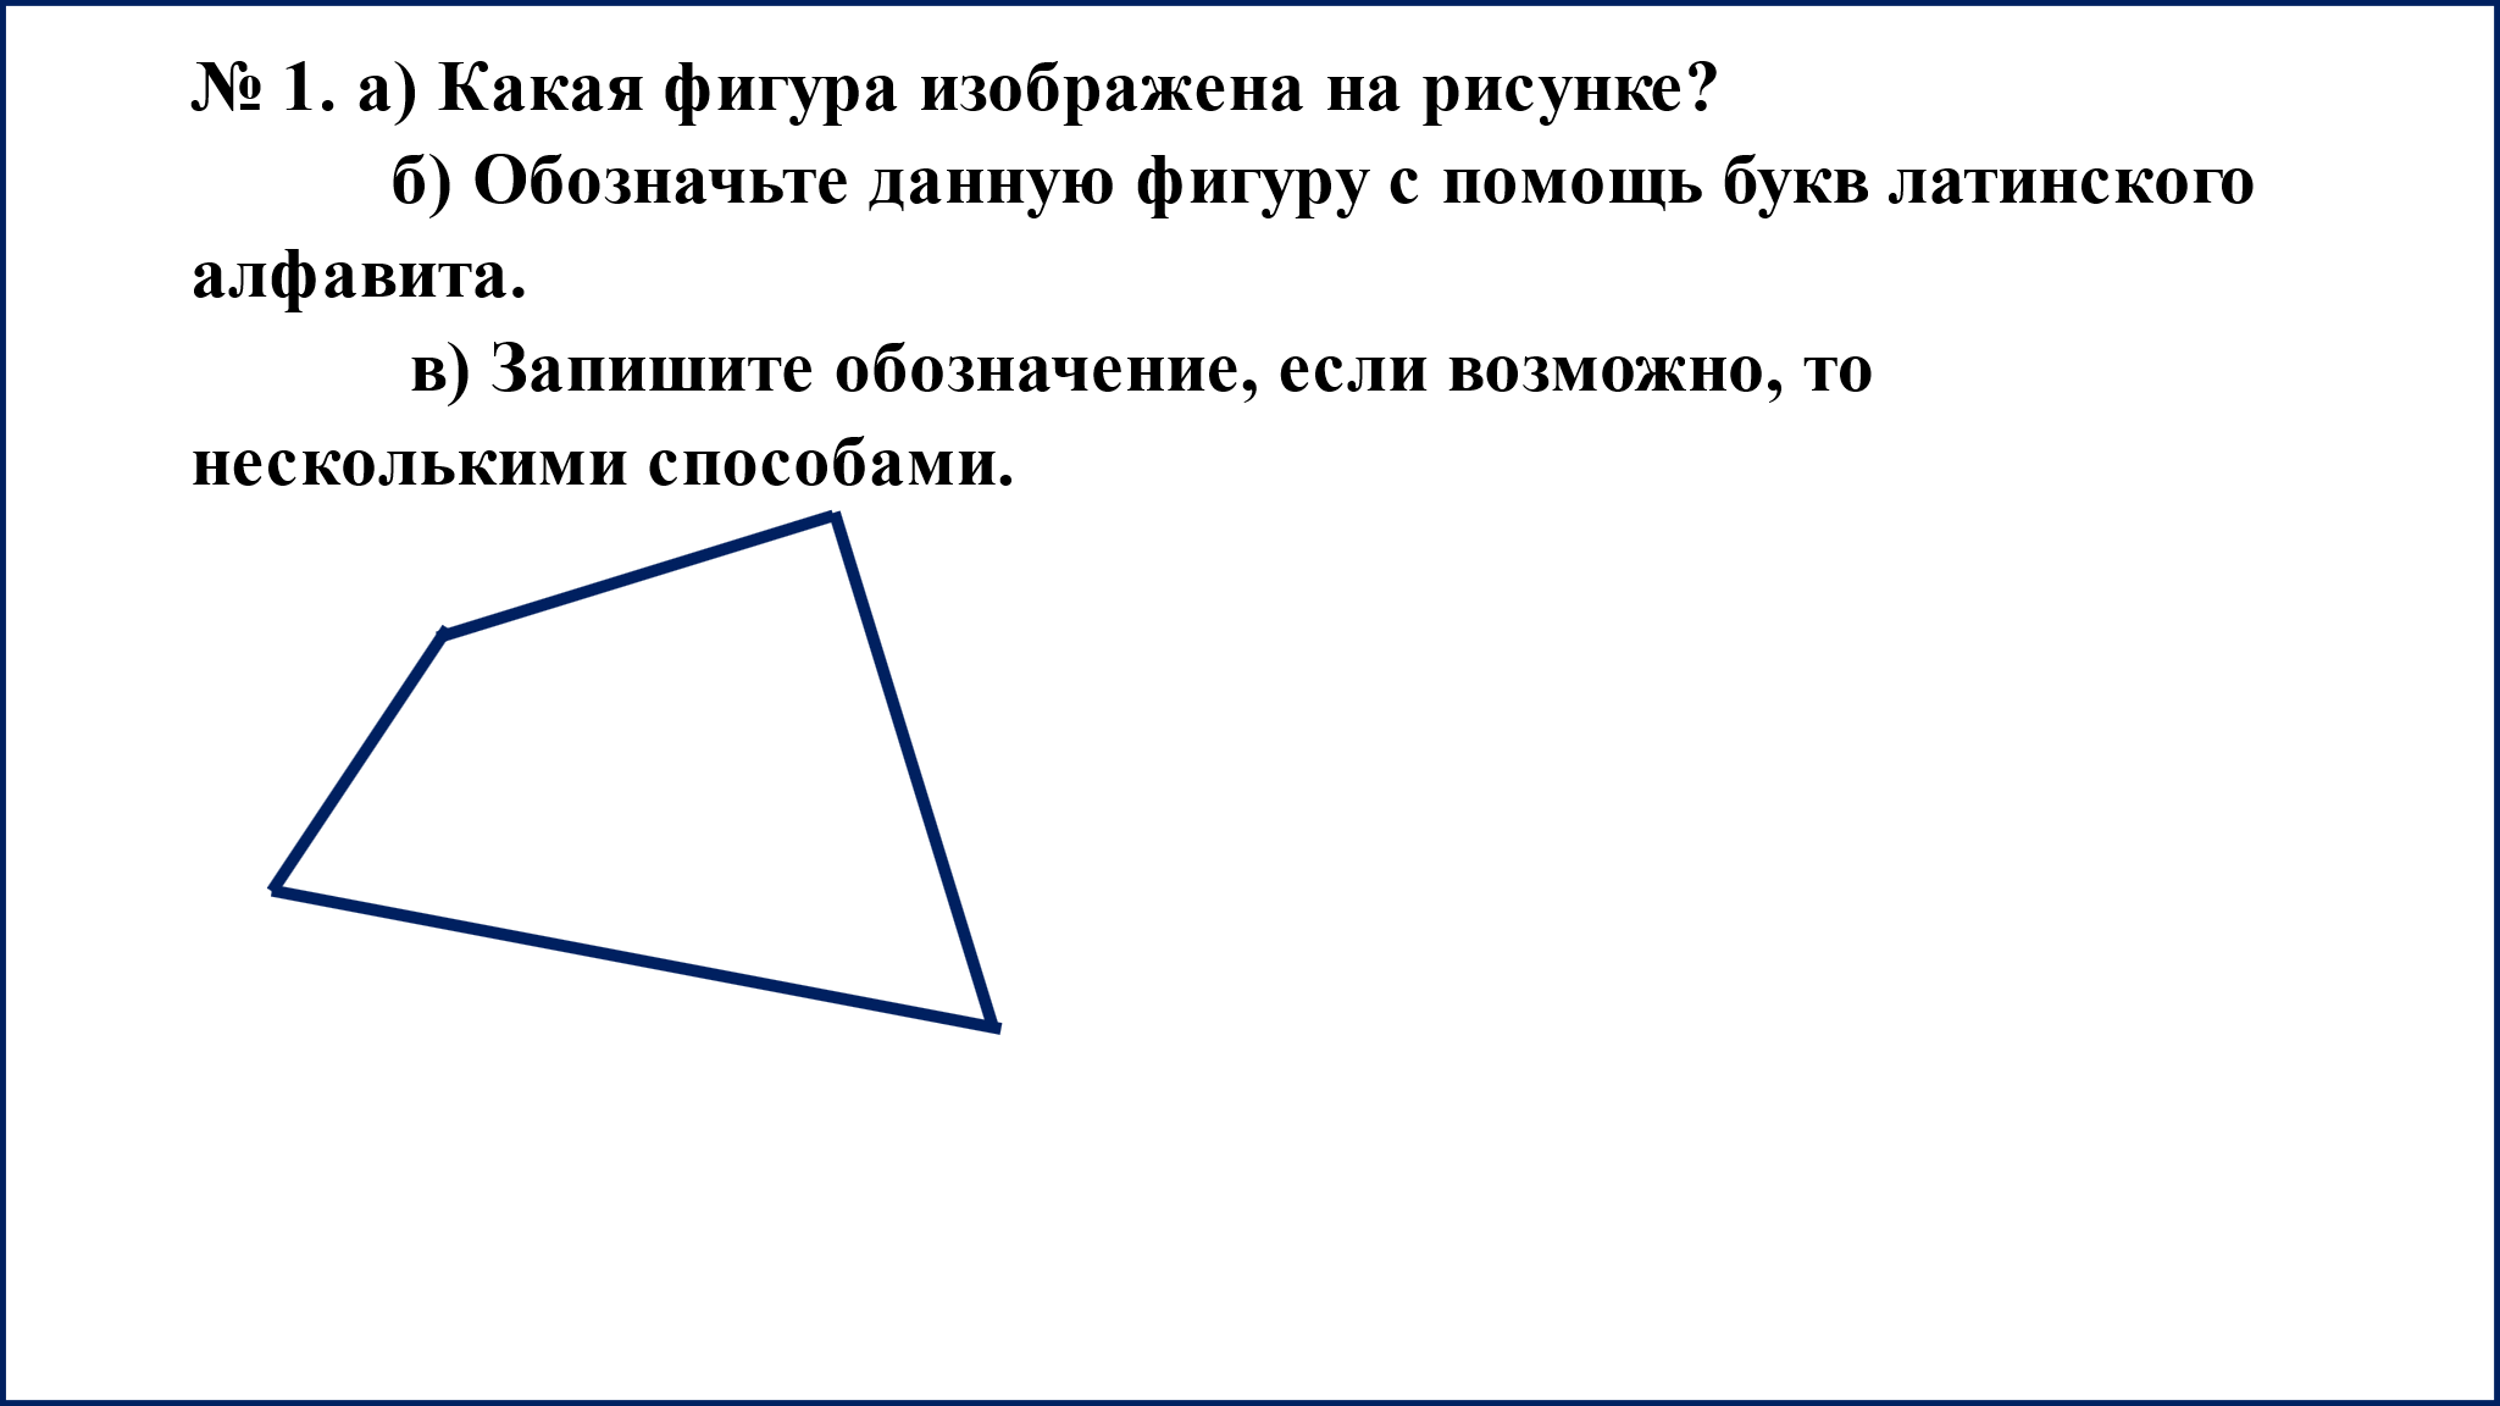 № 1. а) Какая фигура изображена на рисунке?
б) Обозначьте данную фигуру с помощь букв латинского
алфавита.
в) Запишите обозначение, если возможно, то
несколькими способами.